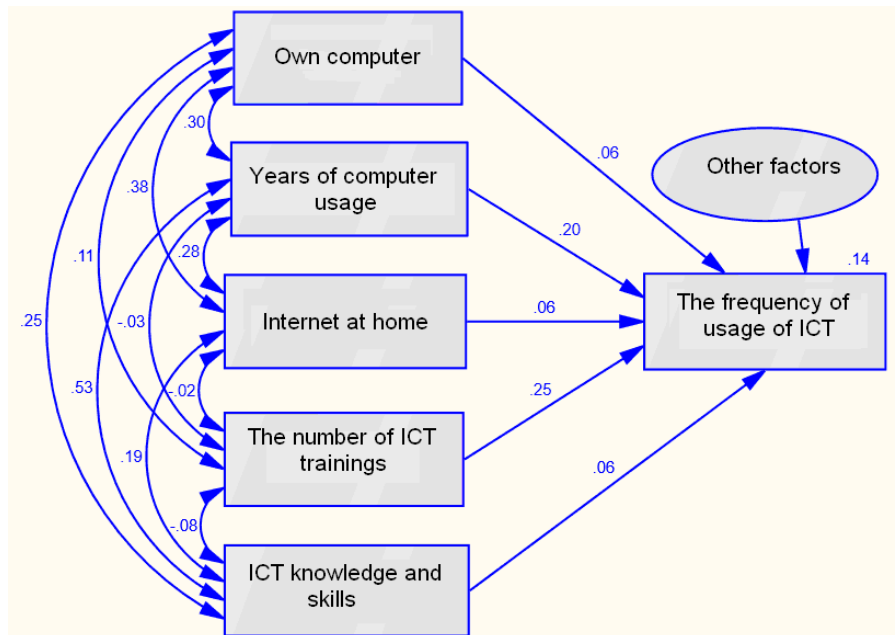 Own computer
.30
.06
Other factors
Years of computer
usage
.38
.20
.11
.28
.14
The frequency of
usage of ICT
.25
-.03
Internet at home
.06
.53
-.02
.25
The number of ICT
trainings
.19
.06
-.08
ICT knowledge and
skills